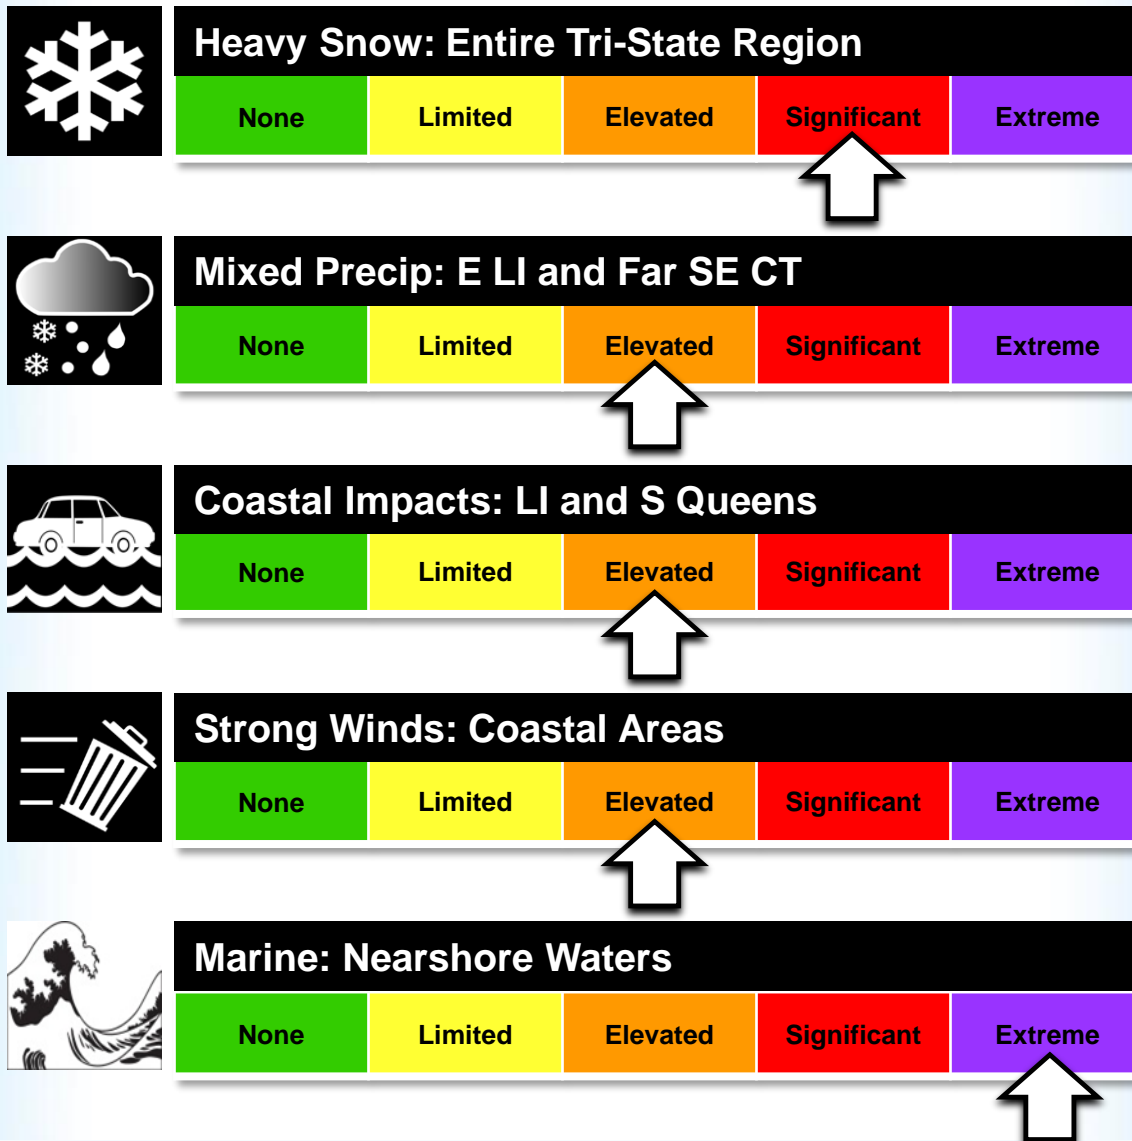 Heavy Snow: Entire Tri-State Region
None Limited Elevated Significant Extreme
Mixed Precip: E LI and Far SE CT
None Limited Elevated Significant Extreme
Coastal Impacts: LI and S Queens
None Limited Elevated Significant Extreme
Strong Winds: Coastal Areas
None Limited Elevated Significant Extreme
Marine: Nearshore Waters
None Limited Elevated Significant Extreme